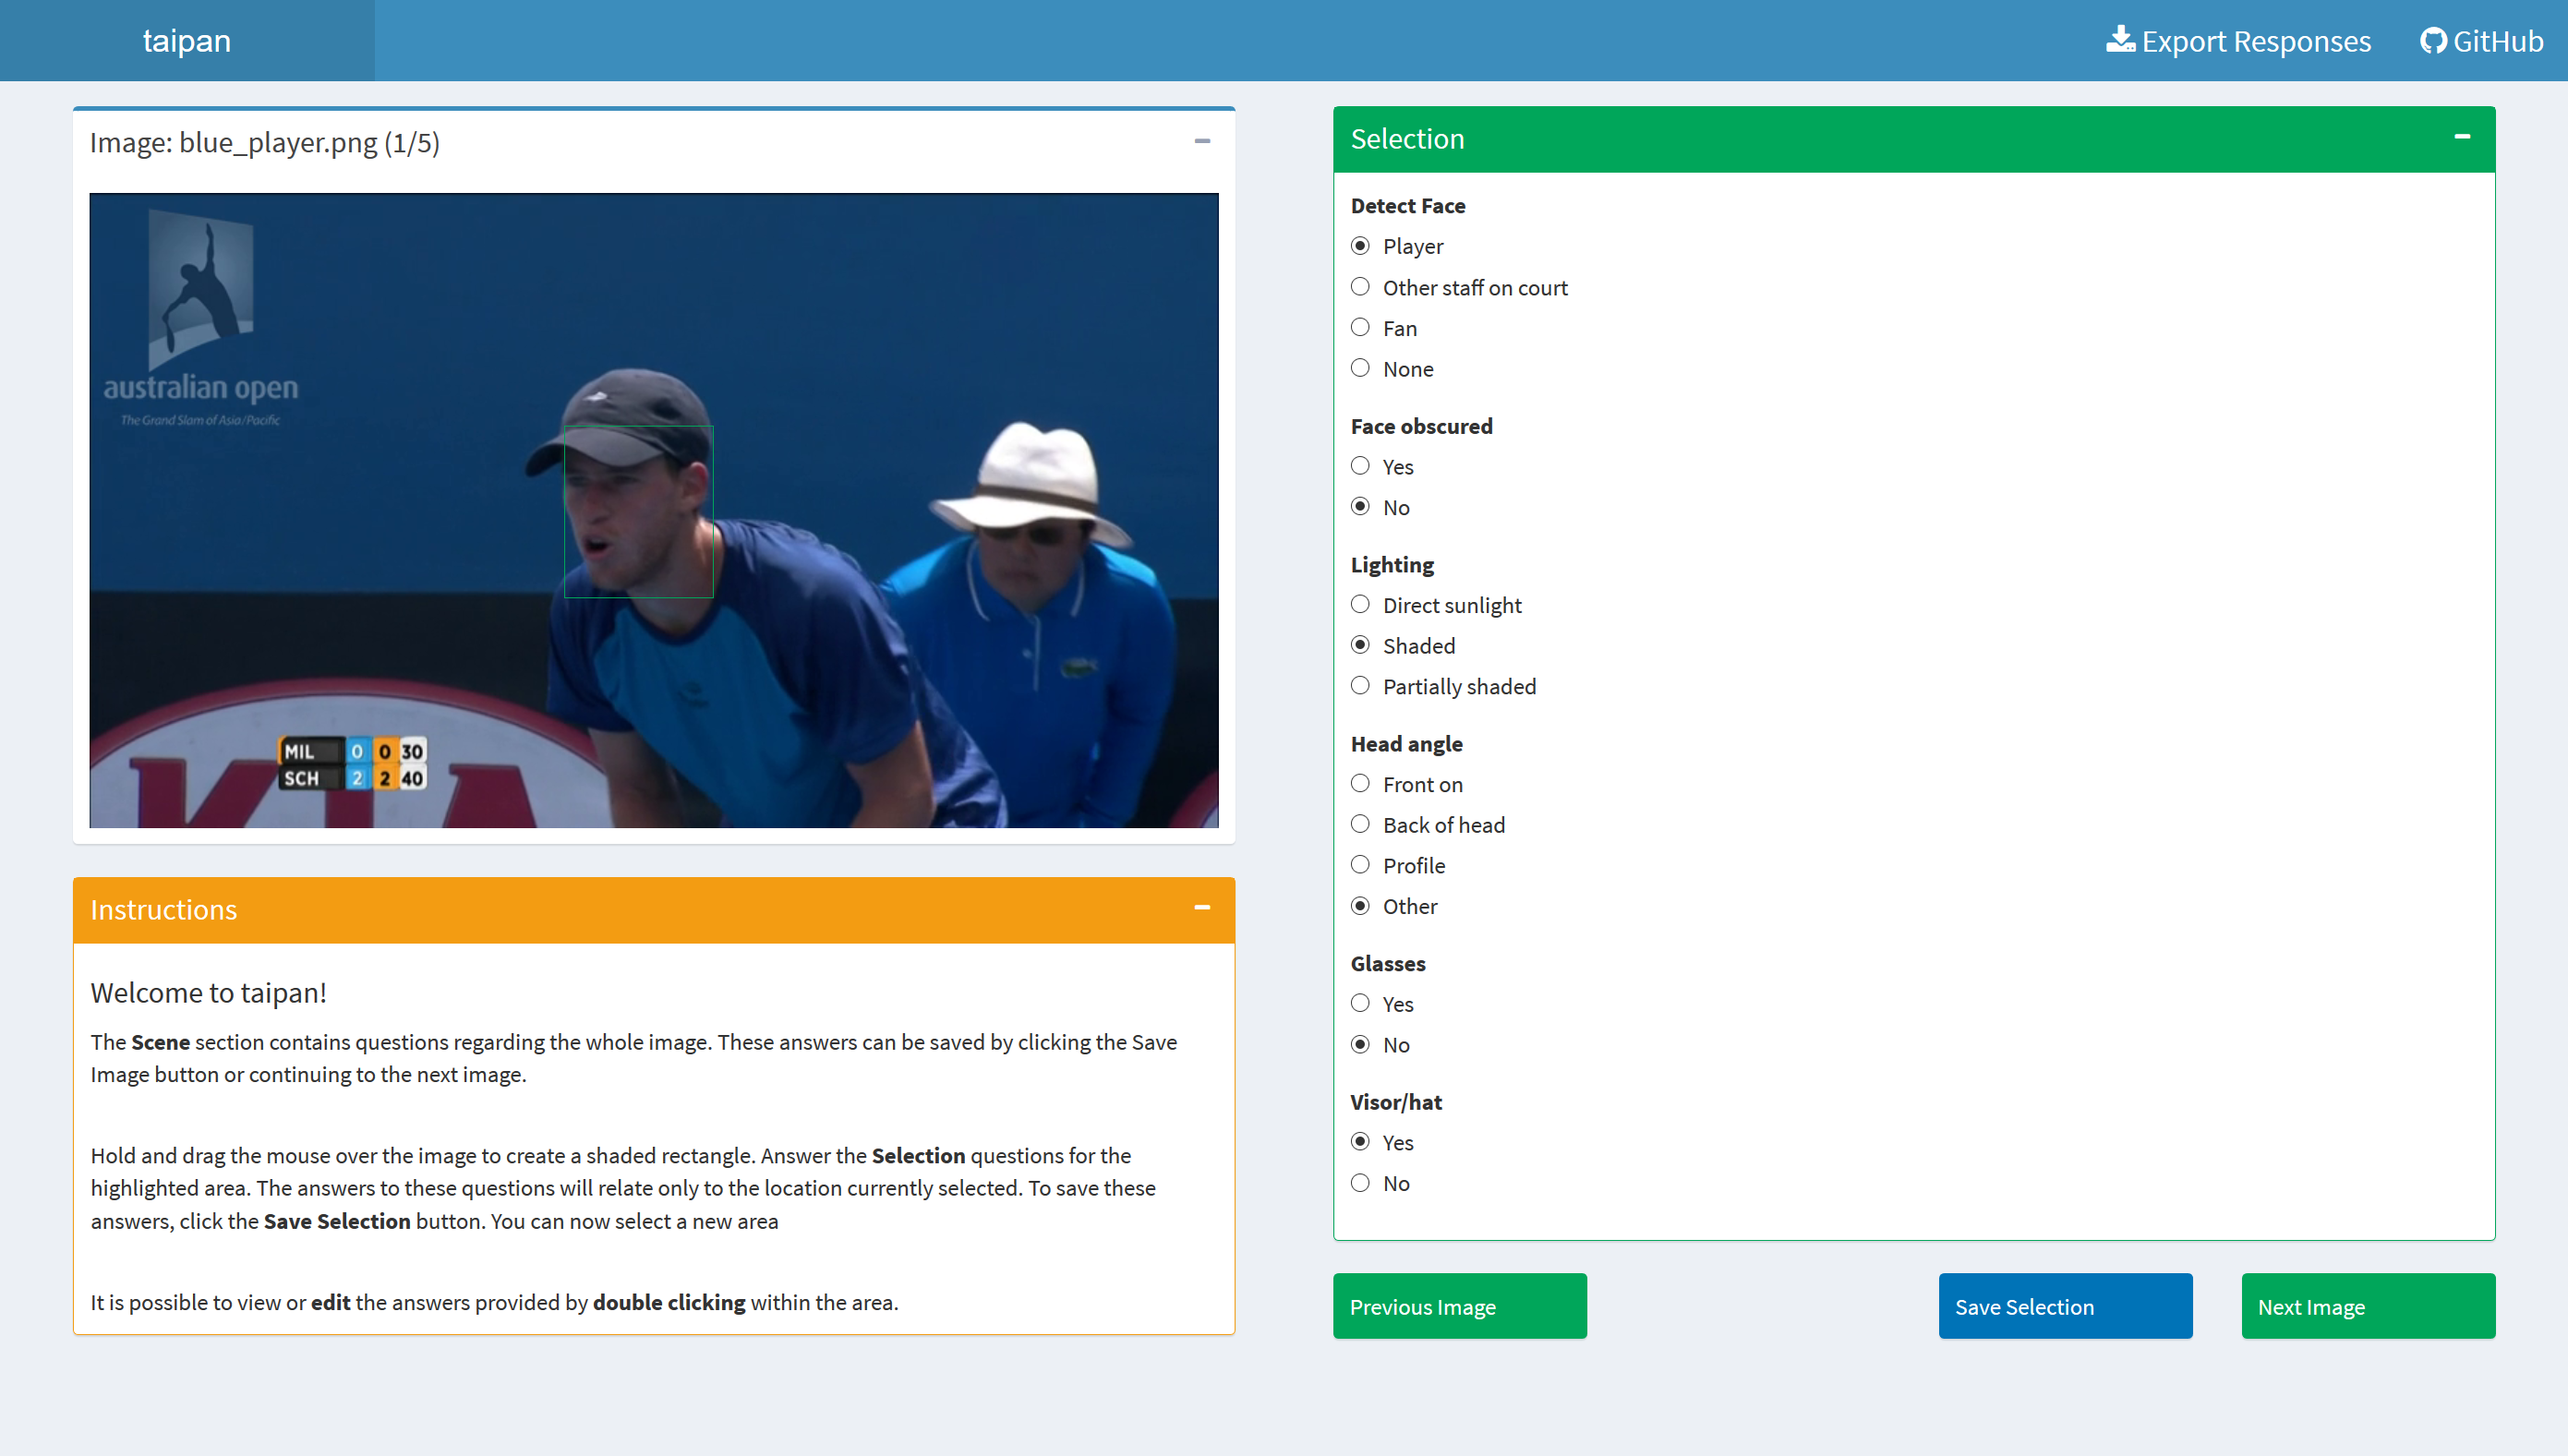 taipan
Export Responses
GitHub
Image: blue_player.png (1/5)
australian open
The Grand Slam of Asia/Pacific
MIL 0 0 30
SCH 2 2 40
KIA
Instructions
Welcome to taipan!
The Scene section contains questions regarding the whole image. These answers can be saved by clicking the Save
Image button or continuing to the next image.
Hold and drag the mouse over the image to create a shaded rectangle. Answer the Selection questions for the
highlighted area. The answers to these questions will relate only to the location currently selected. To save these
answers, click the Save Selection button. You can now select a new area
It is possible to view or edit the answers provided by double clicking within the area.
Selection
Detect Face
Player
Other staff on court
Fan
None
Face obscured
Yes
No
Lighting
Direct sunlight
Shaded
Partially shaded
Head angle
Front on
Back of head
Profile
Other
Glasses
Yes
No
Visor/hat
Yes
No
Previous Image
Save Selection
Next Image